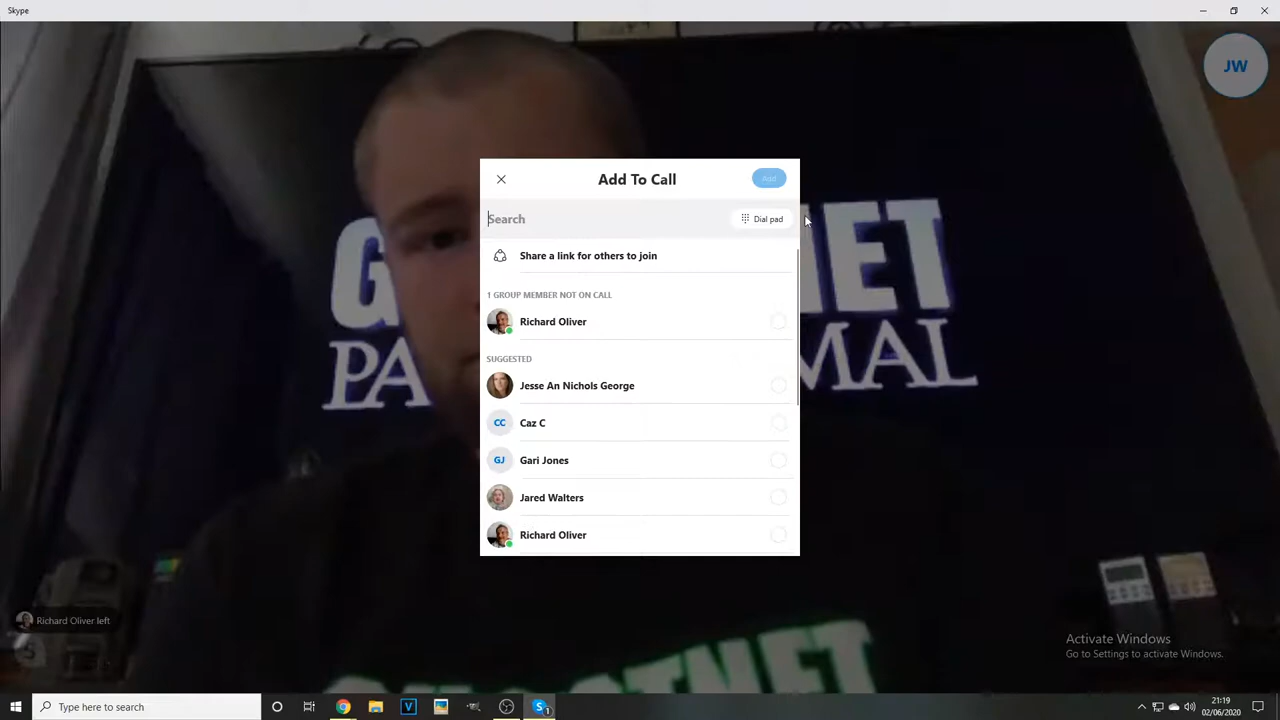 Skype
JW
Add To Call
Add
Search
Dial pad
Share a link for others to join
1 GROUP MEMBER NOT ON CALL
Richard Oliver
SUGGESTED
Jesse An Nichols George
CC
Caz C
GJ
Gari Jones
Jared Walters
Richard Oliver
Richard Oliver left
Activate Windows
Go to Settings to activate Windows.
Type here to search
V
S
1
21:19
02/06/2020